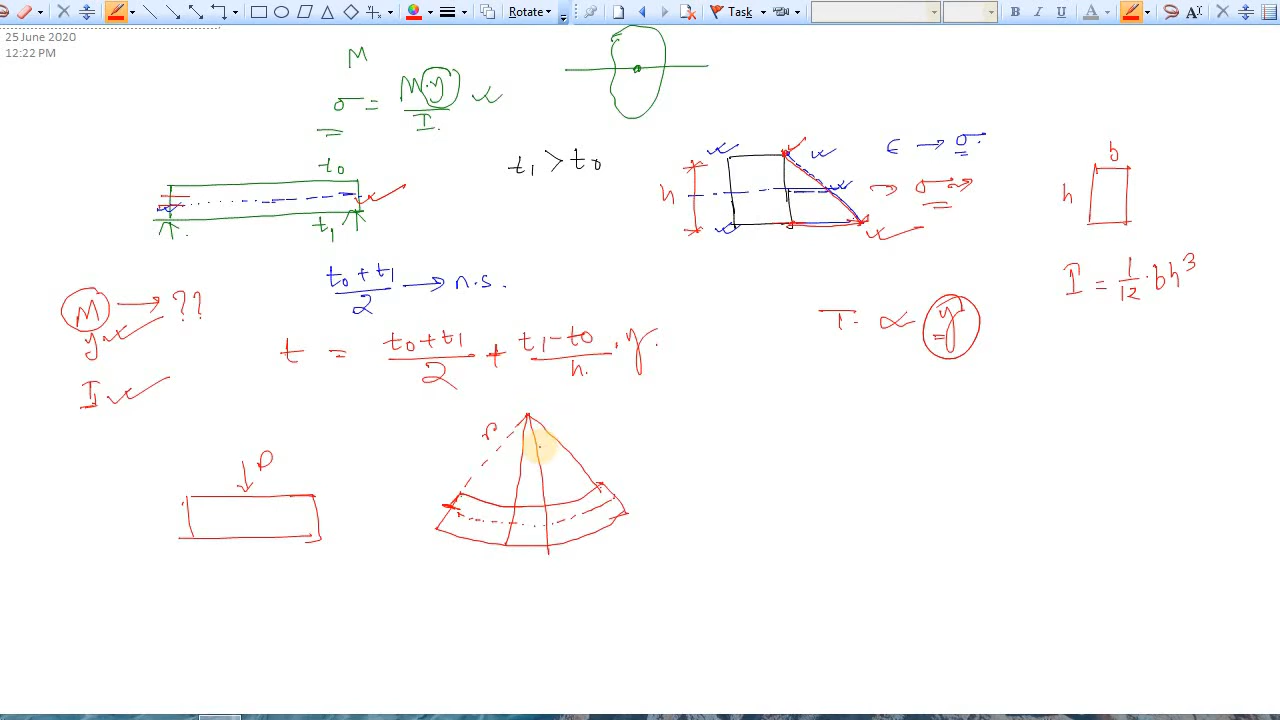 Rotate
Task
B I U
25 June 2020
12:22 PM
M
σ = M.y / I
t0
t1 > t0
t1
h
ϵ → σ
→ σ →
b
h
I = 1/12 . bh³
(t0 + t1) / 2 → n.s.
M → ??
y
I
t = (t0 + t1) / 2 + (t1 - t0) / h . y.
T. ∝ y
P
r